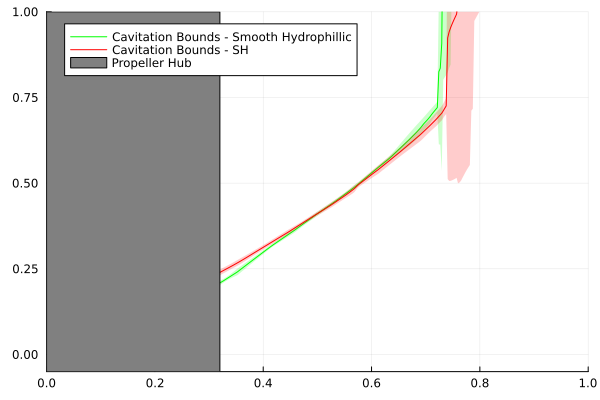 1.00
Cavitation Bounds - Smooth Hydrophillic
Cavitation Bounds - SH
Propeller Hub
0.75
0.50
0.25
0.00
0.0 0.2 0.4 0.6 0.8 1.0